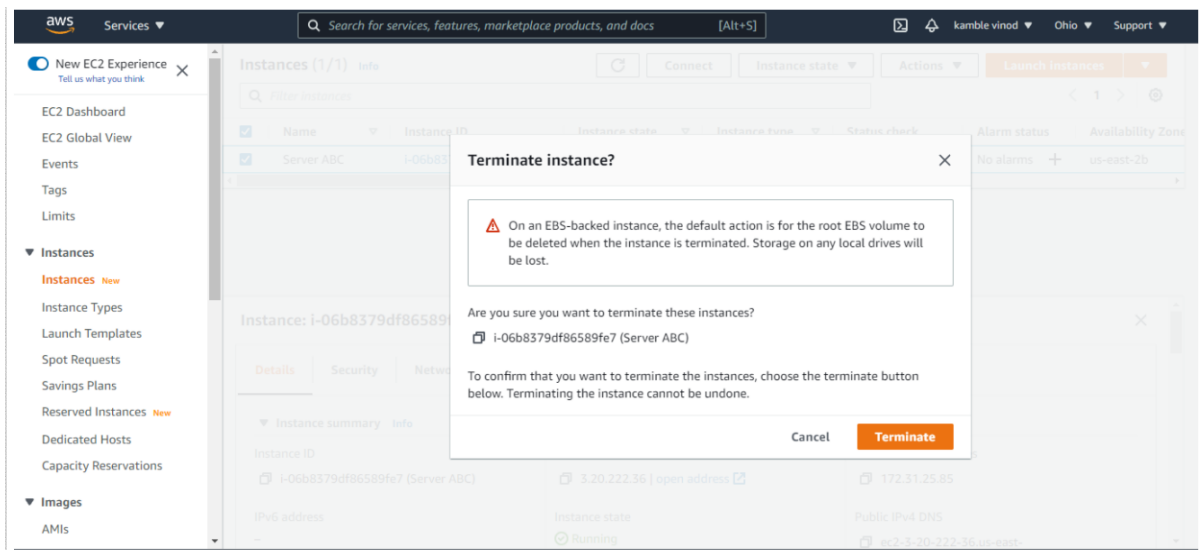 aws
Services ▼
Search for services, features, marketplace products, and docs [Alt+S]
kamble vinod ▼
Ohio ▼
Support ▼
New EC2 Experience
Tell us what you think
EC2 Dashboard
EC2 Global View
Events
Tags
Limits
▼ Instances
Instances New
Instance Types
Launch Templates
Spot Requests
Savings Plans
Reserved Instances New
Dedicated Hosts
Capacity Reservations
▼ Images
AMIs
Instances (1/1) Info
Connect
Instance state ▼
Actions ▼
Launch instances ▼
Filter instances
< 1 >
Name
Instance ID
Instance state
Instance type
Status check
Alarm status
Availability Zone
Server ABC
i-06b83
No alarms +
us-east-2b
Terminate instance?
On an EBS-backed instance, the default action is for the root EBS volume to
be deleted when the instance is terminated. Storage on any local drives will
be lost.
Are you sure you want to terminate these instances?
i-06b8379df86589fe7 (Server ABC)
To confirm that you want to terminate the instances, choose the terminate button
below. Terminating the instance cannot be undone.
Cancel
Terminate
Instance: i-06b8379df86589f
Details
Security
Netwo
▼ Instance summary Info
Instance ID
i-06b8379df86589fe7 (Server ABC)
3.20.222.36 | open address
172.31.25.85
IPv6 address
–
Instance state
Running
Public IPv4 DNS
ec2-3-20-222-36.us-east-